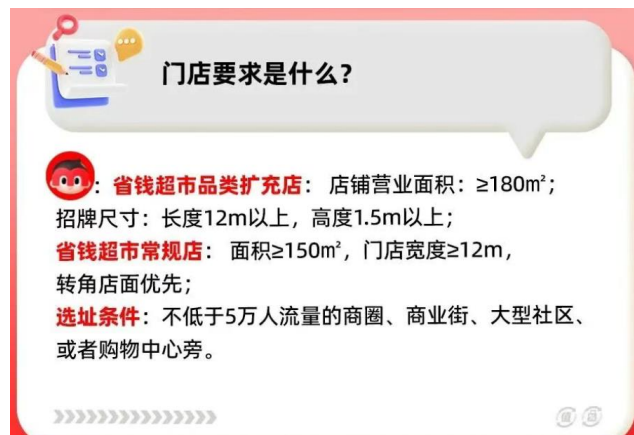 门店要求是什么？
：省钱超市品类扩充店：店铺营业面积：≥180㎡；
招牌尺寸：长度12m以上，高度1.5m以上；
省钱超市常规店：面积≥150㎡，门店宽度≥12m，
转角店面优先；
选址条件：不低于5万人流量的商圈、商业街、大型社区、
或者购物中心旁。